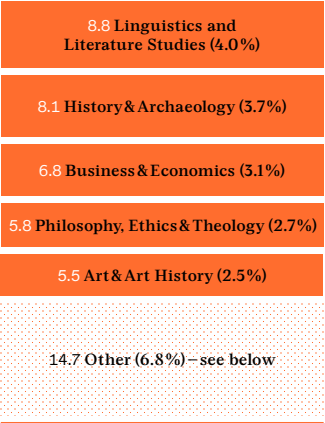 8.8 Linguistics and
Literature Studies (4.0%)
8.1 History & Archaeology (3.7%)
6.8 Business & Economics (3.1%)
5.8 Philosophy, Ethics & Theology (2.7%)
5.5 Art & Art History (2.5%)
14.7 Other (6.8%) – see below